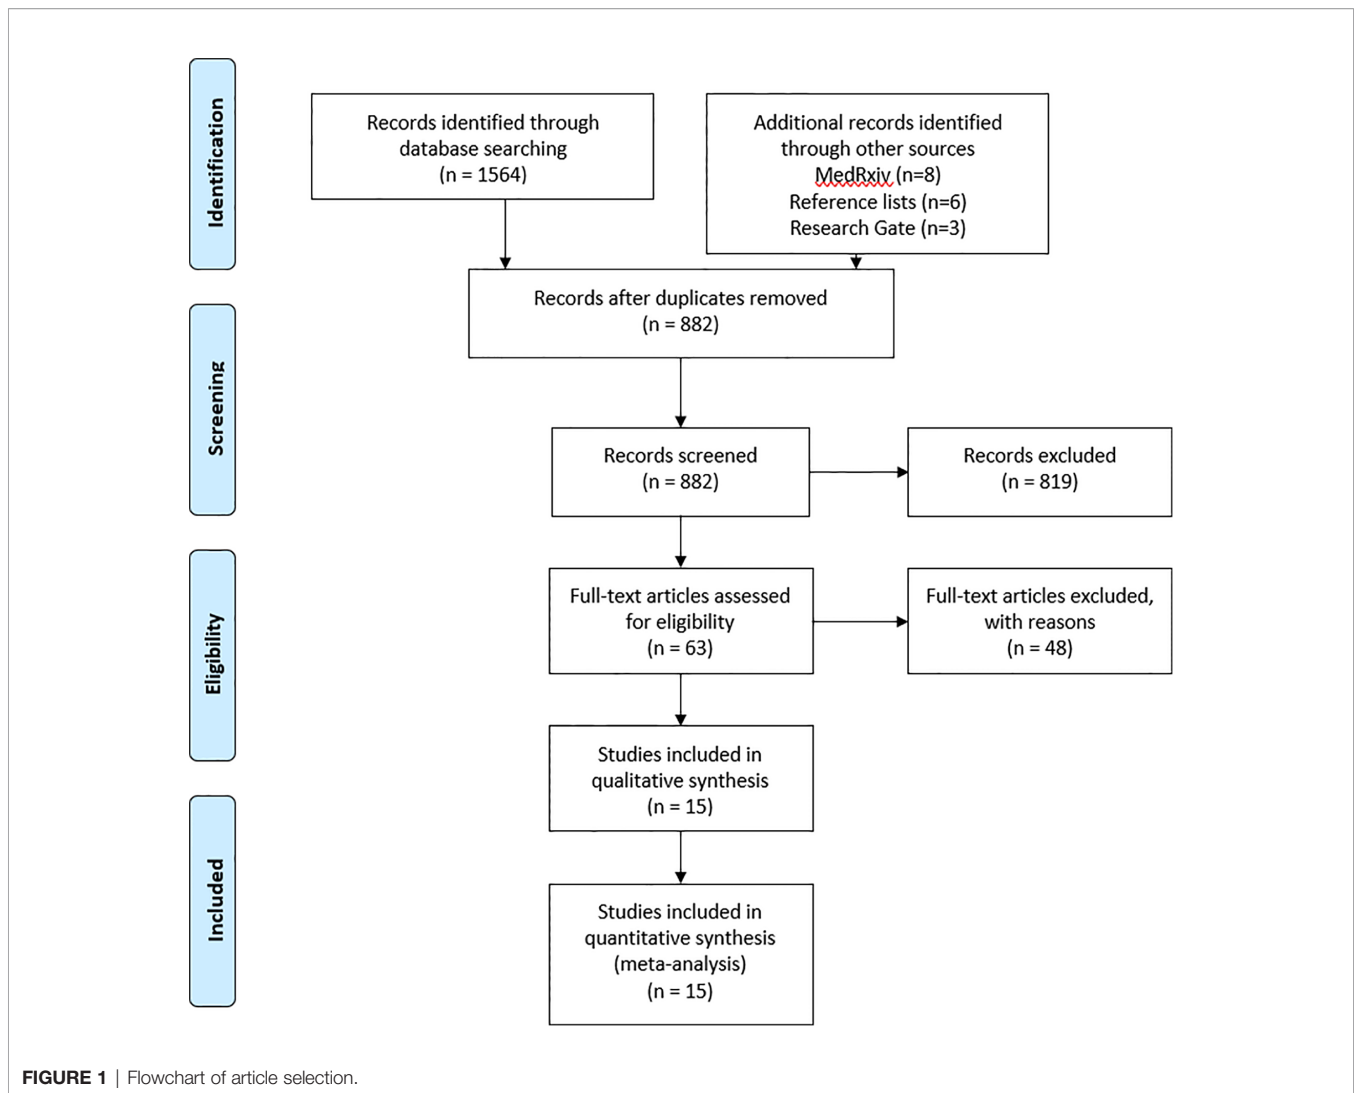 Identification
Records identified through
database searching
(n = 1564)
Additional records identified
through other sources
MedRxiv (n=8)
Reference lists (n=6)
Research Gate (n=3)
Records after duplicates removed
(n = 882)
Screening
Records screened
(n = 882)
Records excluded
(n = 819)
Eligibility
Full-text articles assessed
for eligibility
(n = 63)
Full-text articles excluded,
with reasons
(n = 48)
Studies included in
qualitative synthesis
(n = 15)
Included
Studies included in
quantitative synthesis
(meta-analysis)
(n = 15)
FIGURE 1 | Flowchart of article selection.